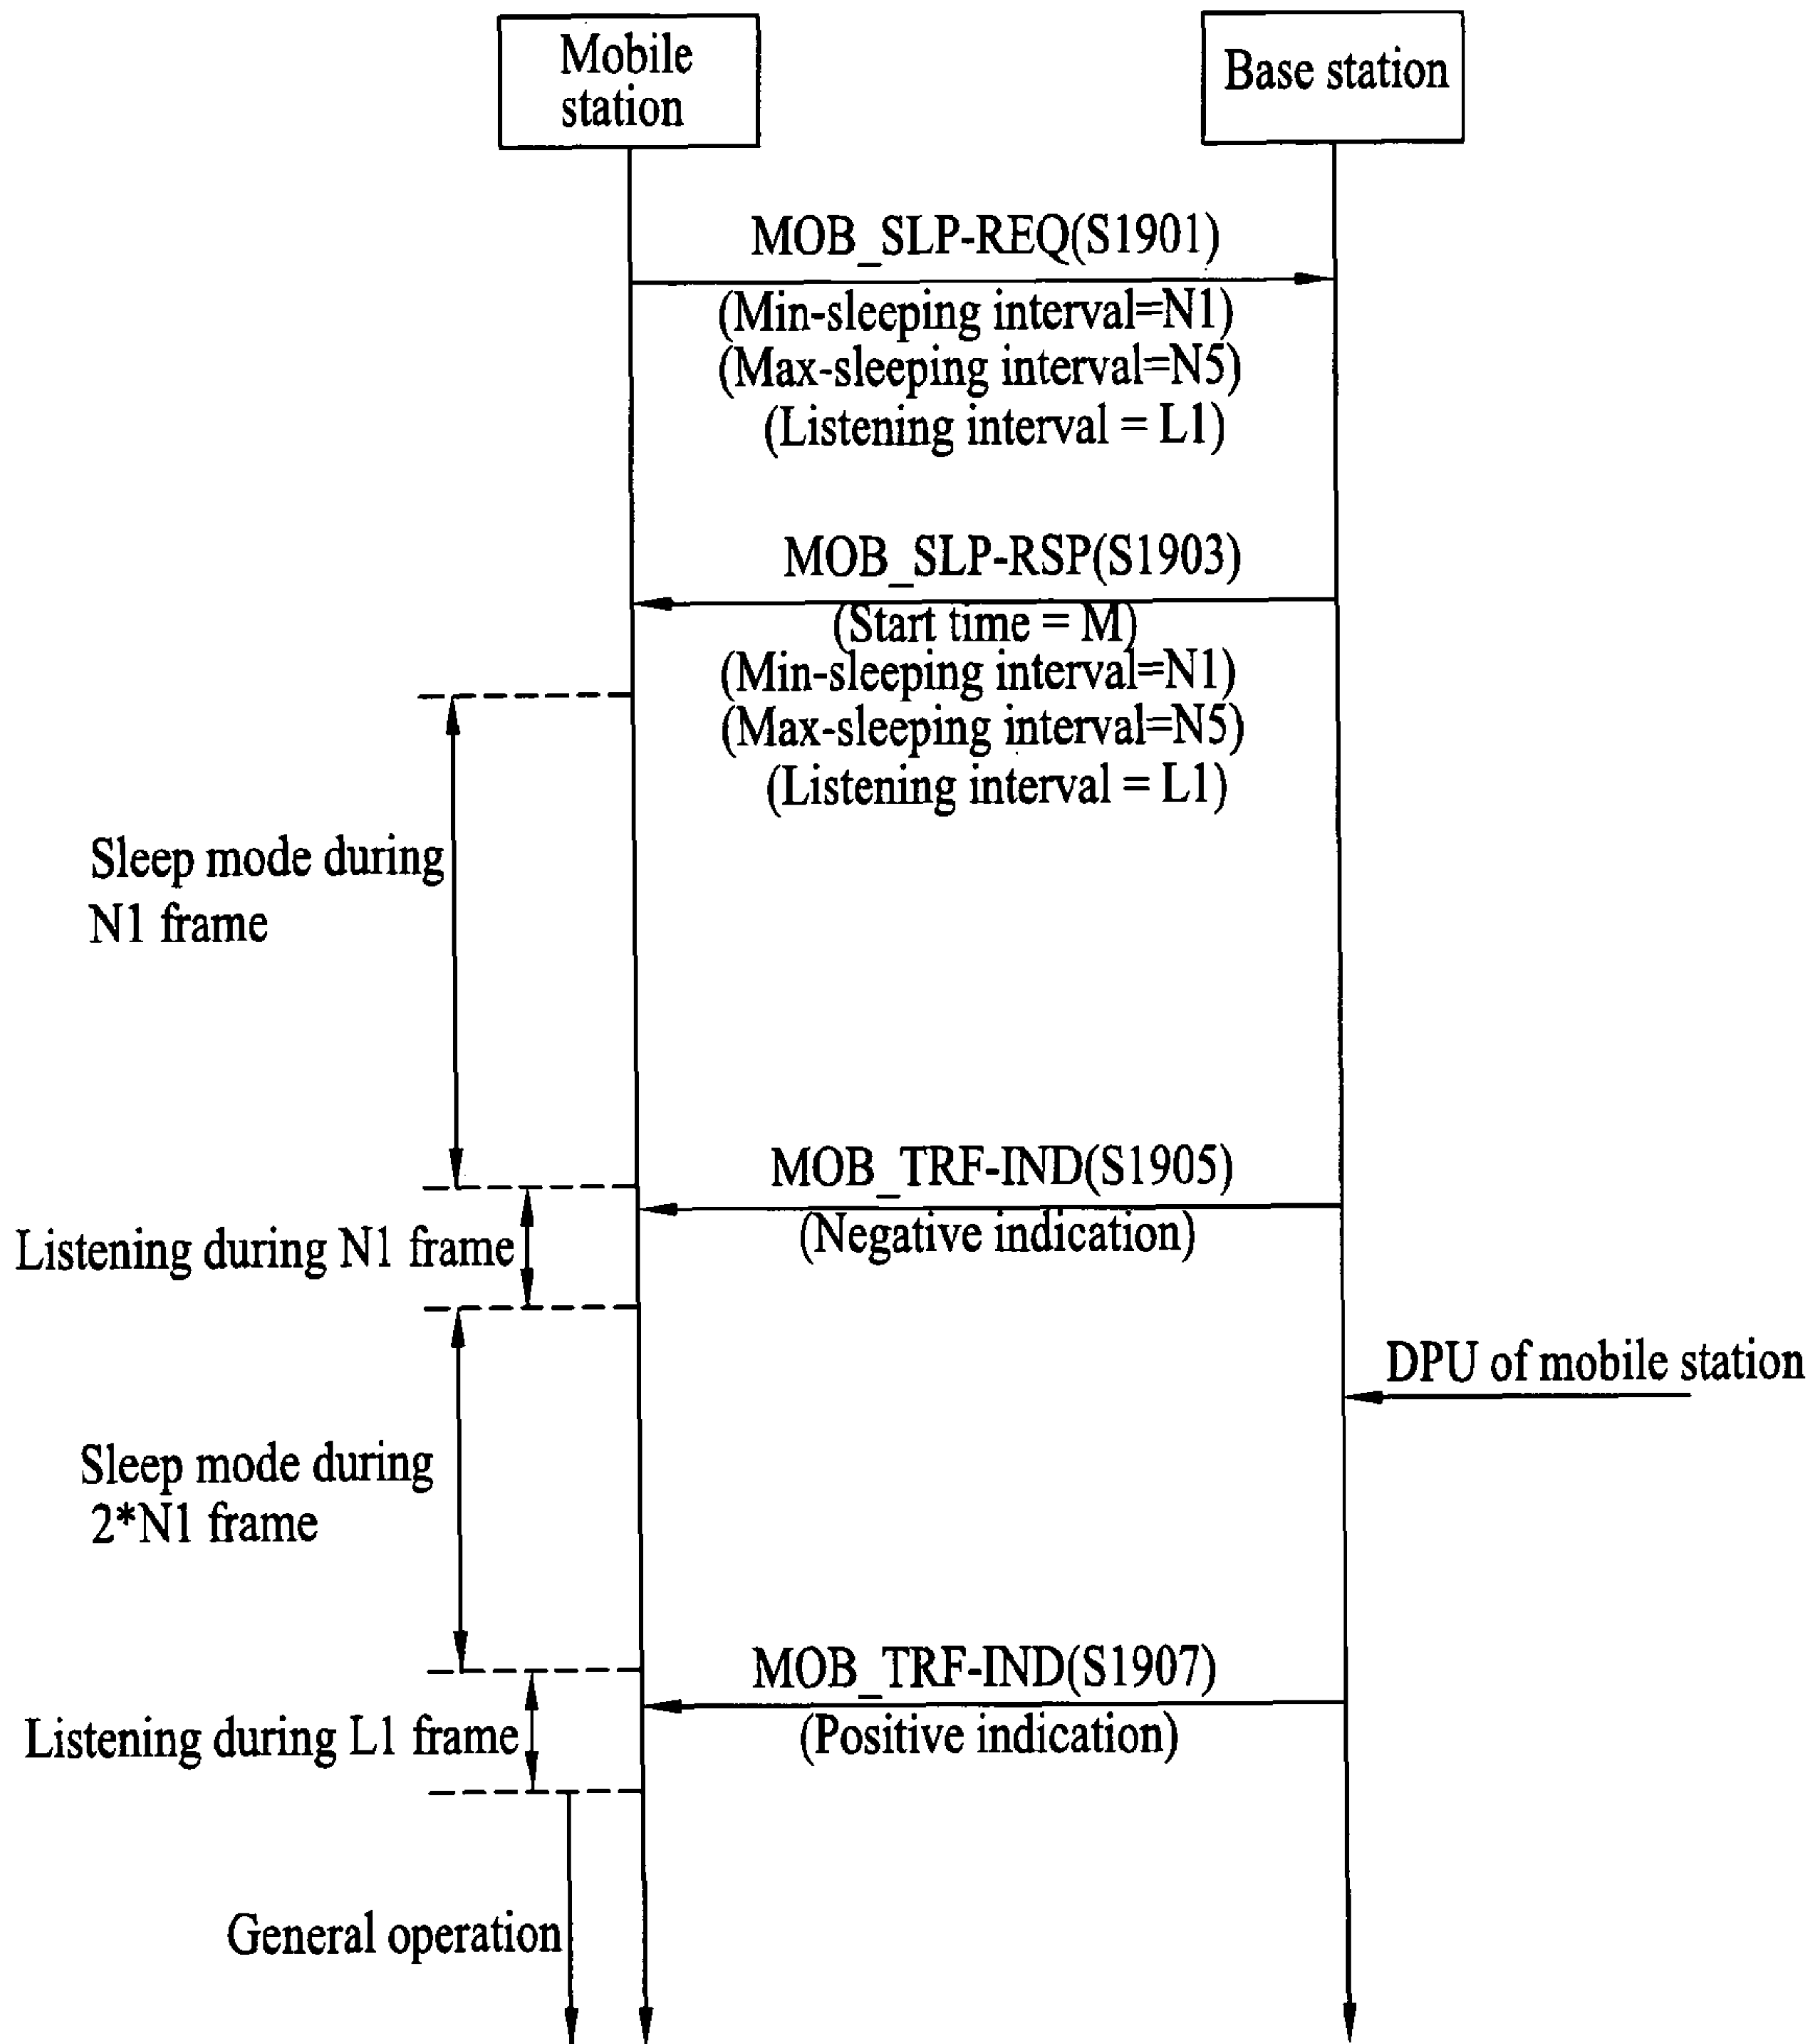 Mobile
station
Base station
MOB_SLP-REQ(S1901)
(Min-sleeping interval=N1)
(Max-sleeping interval=N5)
(Listening interval = L1)
MOB_SLP-RSP(S1903)
(Start time = M)
(Min-sleeping interval=N1)
(Max-sleeping interval=N5)
(Listening interval = L1)
Sleep mode during
N1 frame
MOB_TRF-IND(S1905)
(Negative indication)
Listening during N1 frame
DPU of mobile station
Sleep mode during
2*N1 frame
MOB_TRF-IND(S1907)
(Positive indication)
Listening during L1 frame
General operation